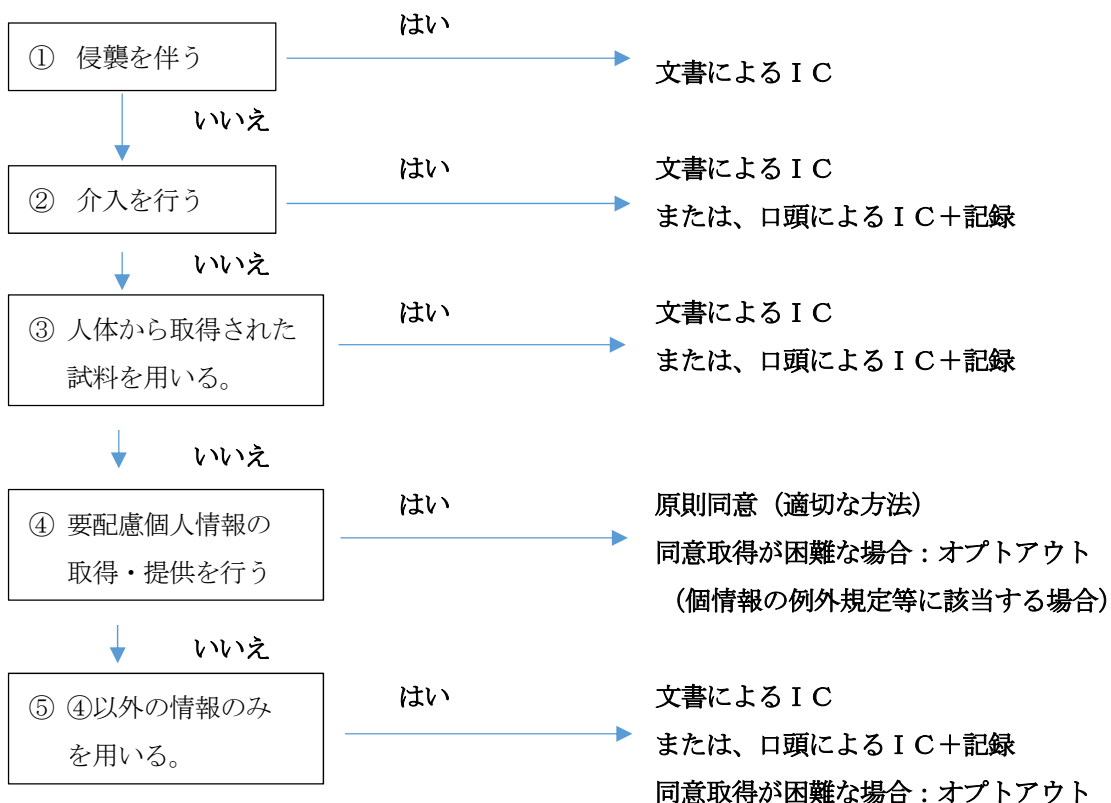 はい
① 侵襲を伴う
文書によるＩＣ
いいえ
② 介入を行う
はい
文書によるＩＣ
または、口頭によるＩＣ＋記録
いいえ
③ 人体から取得された
試料を用いる。
はい
文書によるＩＣ
または、口頭によるＩＣ＋記録
いいえ
④ 要配慮個人情報の
取得・提供を行う
はい
原則同意（適切な方法）
同意取得が困難な場合：オプトアウト
（個情報の例外規定等に該当する場合）
いいえ
⑤ ④以外の情報のみ
を用いる。
はい
文書によるＩＣ
または、口頭によるＩＣ＋記録
同意取得が困難な場合：オプトアウト